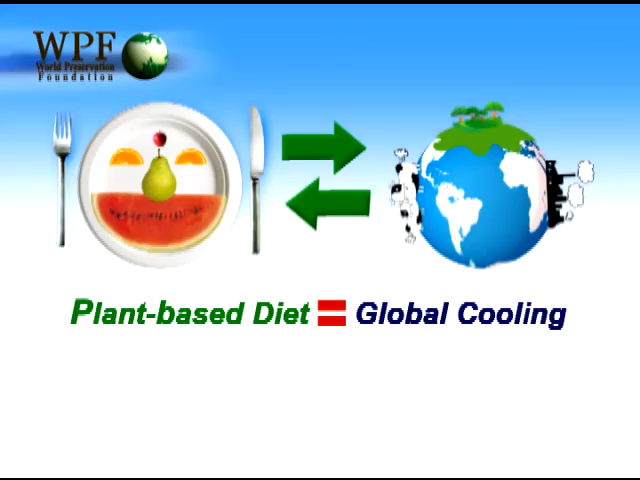 WPF
World Preservation
Foundation
Plant-based Diet = Global Cooling